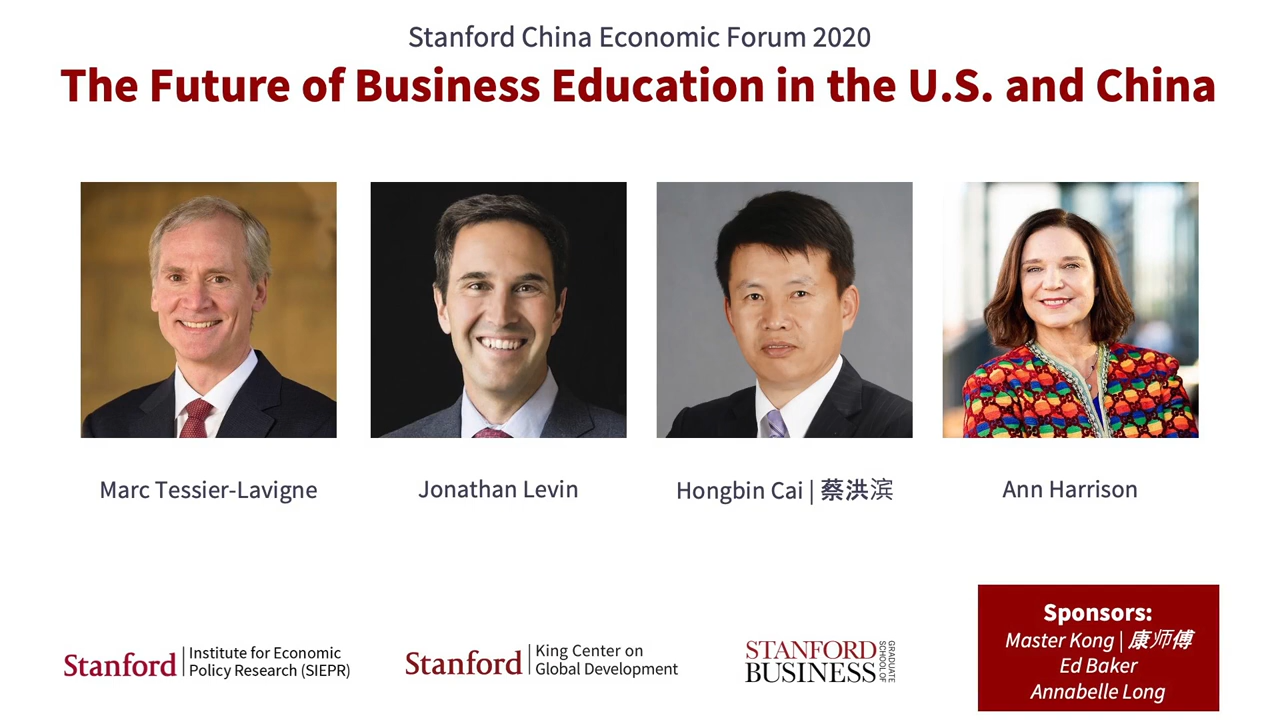 Stanford China Economic Forum 2020
The Future of Business Education in the U.S. and China
Marc Tessier-Lavigne
Jonathan Levin
Hongbin Cai | 蔡洪滨
Ann Harrison
Stanford
Institute for Economic
Policy Research (SIEPR)
Stanford
King Center on
Global Development
STANFORD
BUSINESS
GRADUATE
SCHOOL OF
Sponsors:
Master Kong | 康师傅
Ed Baker
Annabelle Long